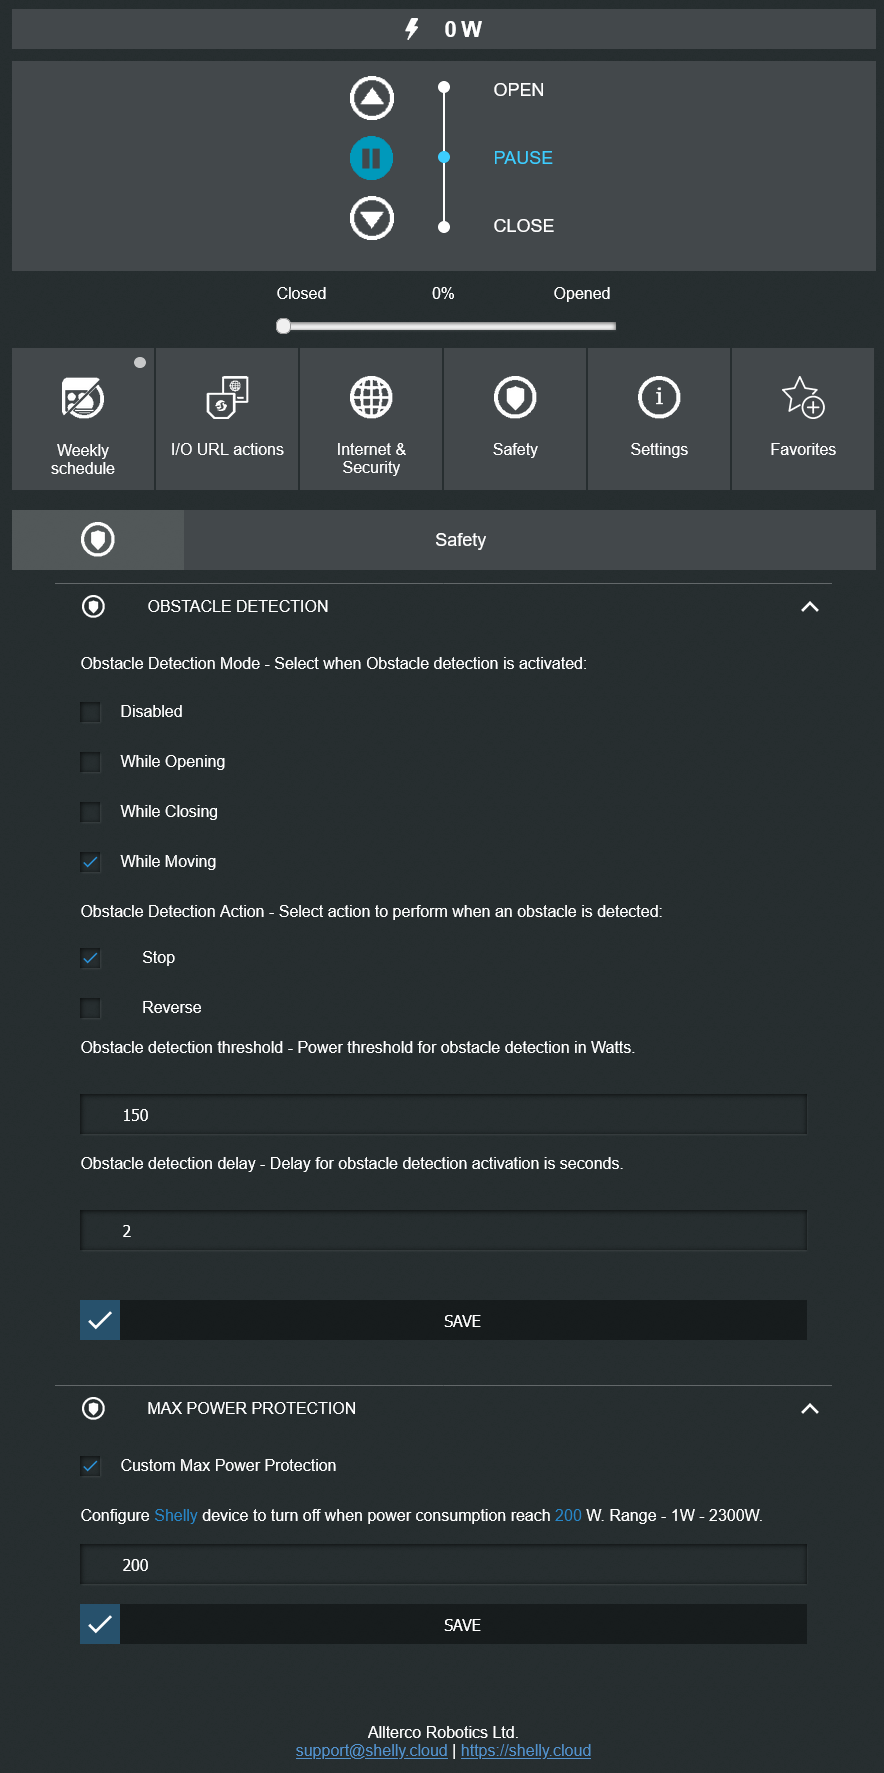 0 W
OPEN
PAUSE
CLOSE
Closed 0% Opened
Weekly schedule
I/O URL actions
Internet & Security
Safety
Settings
Favorites
Safety
OBSTACLE DETECTION
Obstacle Detection Mode - Select when Obstacle detection is activated:
Disabled
While Opening
While Closing
While Moving
Obstacle Detection Action - Select action to perform when an obstacle is detected:
Stop
Reverse
Obstacle detection threshold - Power threshold for obstacle detection in Watts.
150
Obstacle detection delay - Delay for obstacle detection activation is seconds.
2
SAVE
MAX POWER PROTECTION
Custom Max Power Protection
Configure Shelly device to turn off when power consumption reach 200 W. Range - 1W - 2300W.
200
SAVE
Allterco Robotics Ltd.
support@shelly.cloud | https://shelly.cloud